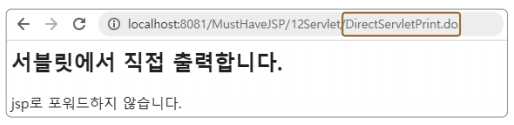 localhost:8081/MustHaveJSP/12Servlet/DirectServletPrint.do
서블릿에서 직접 출력합니다.
jsp로 포워드하지 않습니다.